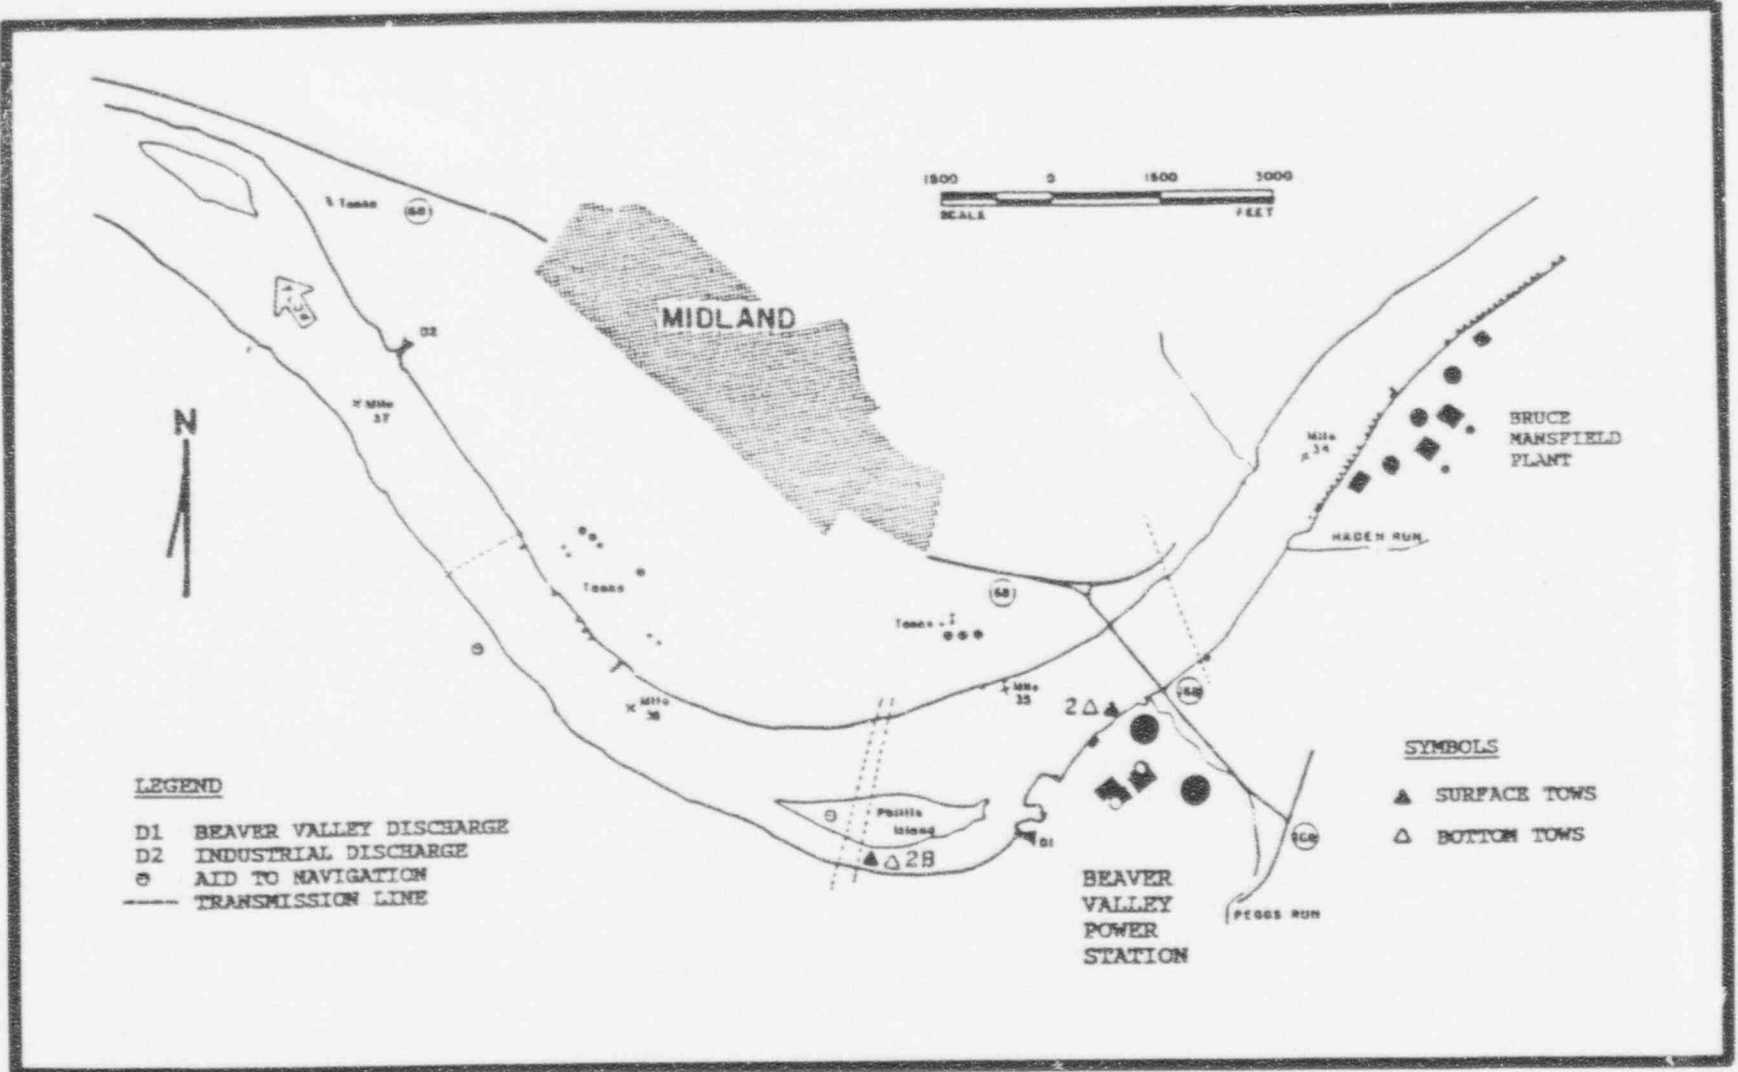 1500 0 1500 3000
SCALE FEET
Tanks
68
MIDLAND
D2
N
Mile
37
Mile
34
BRUCE
MANSFIELD
PLANT
HADEN RUN
Tanks
68
Tanks
Mile
36
Mile
35
168
2
Phillis
Island
2B
D1
168
PEGGS RUN
BEAVER
VALLEY
POWER
STATION
LEGEND
D1 BEAVER VALLEY DISCHARGE
D2 INDUSTRIAL DISCHARGE
AID TO NAVIGATION
TRANSMISSION LINE
SYMBOLS
SURFACE TOWS
BOTTOM TOWS